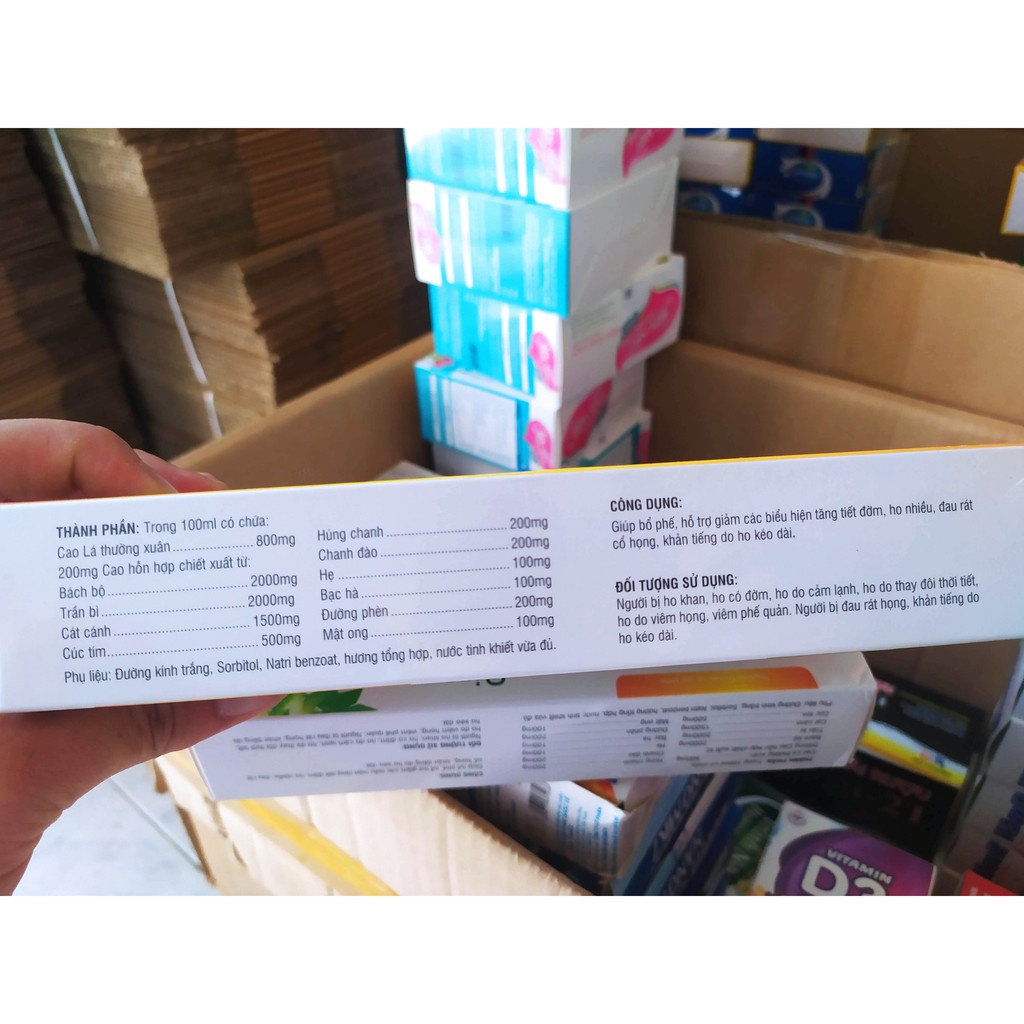 THÀNH PHẦN: Trong 100ml có chứa:
Cao Lá thường xuân..................800mg
200mg Cao hỗn hợp chiết xuất từ:
Bách bộ..................2000mg
Trần bì..................2000mg
Cát cánh..................1500mg
Cúc tim..................500mg
Húng chanh..................200mg
Chanh đào..................200mg
Hẹ..................100mg
Bạc hà..................100mg
Đường phèn..................200mg
Mật ong..................100mg
Phụ liệu: Đường kính trắng, Sorbitol, Natri benzoat, hương tổng hợp, nước tinh khiết vừa đủ.
CÔNG DỤNG:
Giúp bổ phế, hỗ trợ giảm các biểu hiện tăng tiết đờm, ho nhiều, đau rát
cổ họng, khản tiếng do ho kéo dài.
ĐỐI TƯỢNG SỬ DỤNG:
Người bị ho khan, ho có đờm, ho do cảm lạnh, ho do thay đổi thời tiết,
ho do viêm họng, viêm phế quản. Người bị đau rát họng, khản tiếng do
ho kéo dài.
VITAMIN